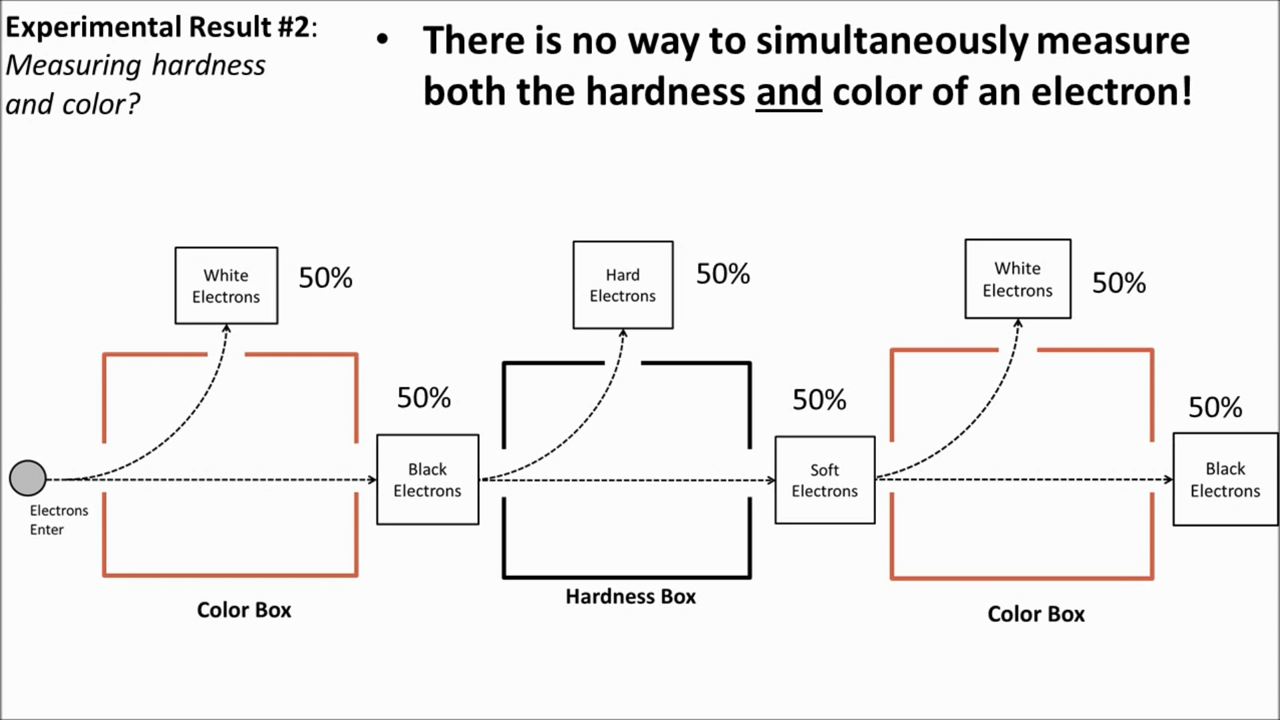 Experimental Result #2:
Measuring hardness
and color?
• There is no way to simultaneously measure
both the hardness and color of an electron!
White
Electrons
50%
Hard
Electrons
50%
White
Electrons
50%
50%
50%
50%
Black
Electrons
Soft
Electrons
Black
Electrons
Electrons
Enter
Color Box
Hardness Box
Color Box